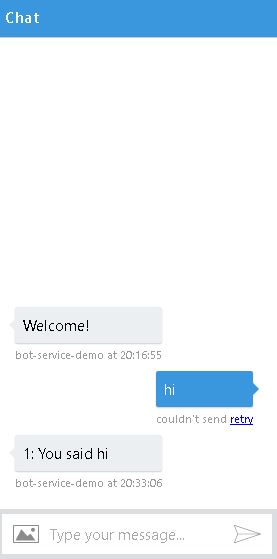 Chat
Welcome!
bot-service-demo at 20:16:55
hi
couldn't send retry
1: You said hi
bot-service-demo at 20:33:06
Type your message...